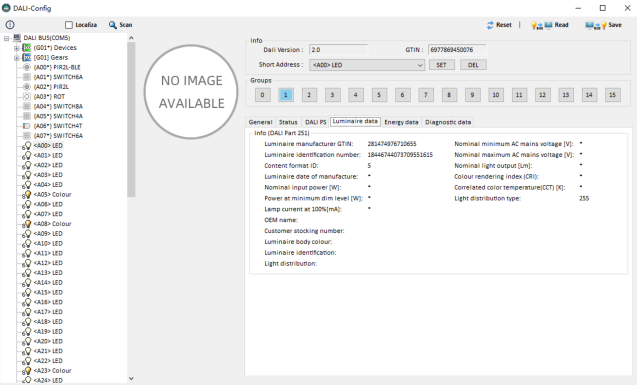 DALI-Config
Localiza
Scan
Reset
Read
Save
DALI BUS(COM5)
(G01*) Devices
[G01] Gears
(A00*) PIR2L-BLE
(A01*) SWITCH6A
(A02*) PIR2L
(A03*) ROT
(A04*) SWITCH8A
(A05*) SWITCH4A
(A06*) SWITCH4T
(A07*) SWITCH6A
<A00> LED
<A01> LED
<A02> LED
<A03> LED
<A04> LED
<A05> Colour
<A06> LED
<A07> LED
<A08> Colour
<A09> LED
<A10> LED
<A11> LED
<A12> LED
<A13> LED
<A14> LED
<A15> LED
<A16> LED
<A17> LED
<A18> LED
<A19> LED
<A20> LED
<A21> LED
<A22> LED
<A23> Colour
<A24> LED
NO IMAGE
AVAILABLE
Info
Dali Version : 2.0 GTIN : 6977869450076
Short Address : <A00> LED SET DEL
Groups
0 1 2 3 4 5 6 7 8 9 10 11 12 13 14 15
General Status DALI PS Luminaire data Energy data Diagnostic data
Info (DALI Part 251)
Luminaire manufacturer GTIN: 281474976710655 Nominal minimum AC mains voltage [V]: *
Luminaire identification number: 18446744073709551615 Nominal maximum AC mains voltage [V]: *
Content format ID: 5 Nominal light output [Lm]: *
Luminaire date of manufacture: * Colour rendering index (CRI): *
Nominal input power [W]: * Correlated color temperature(CCT) [K]: *
Power at minimum dim level [W]: * Light distribution type: 255
Lamp current at 100%[mA]: *
OEM name:
Customer stocking number:
Luminaire body colour:
Luminaire identification:
Light distribution: